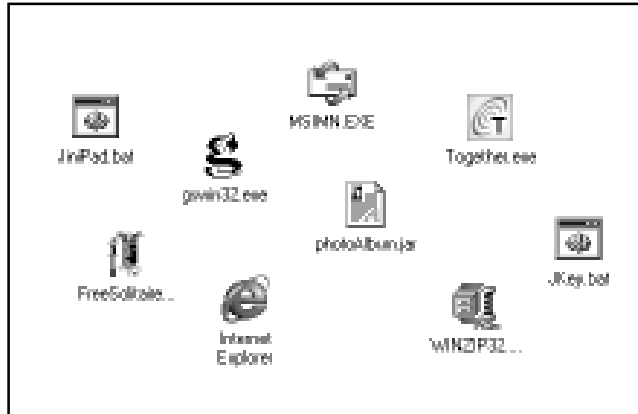 MSIMN.EXE
JiniPad.bat
Together.exe
gswin32.exe
photoAlbum.jar
JKey.bat
FreeSolitaire...
Internet
Explorer
WINZIP32....